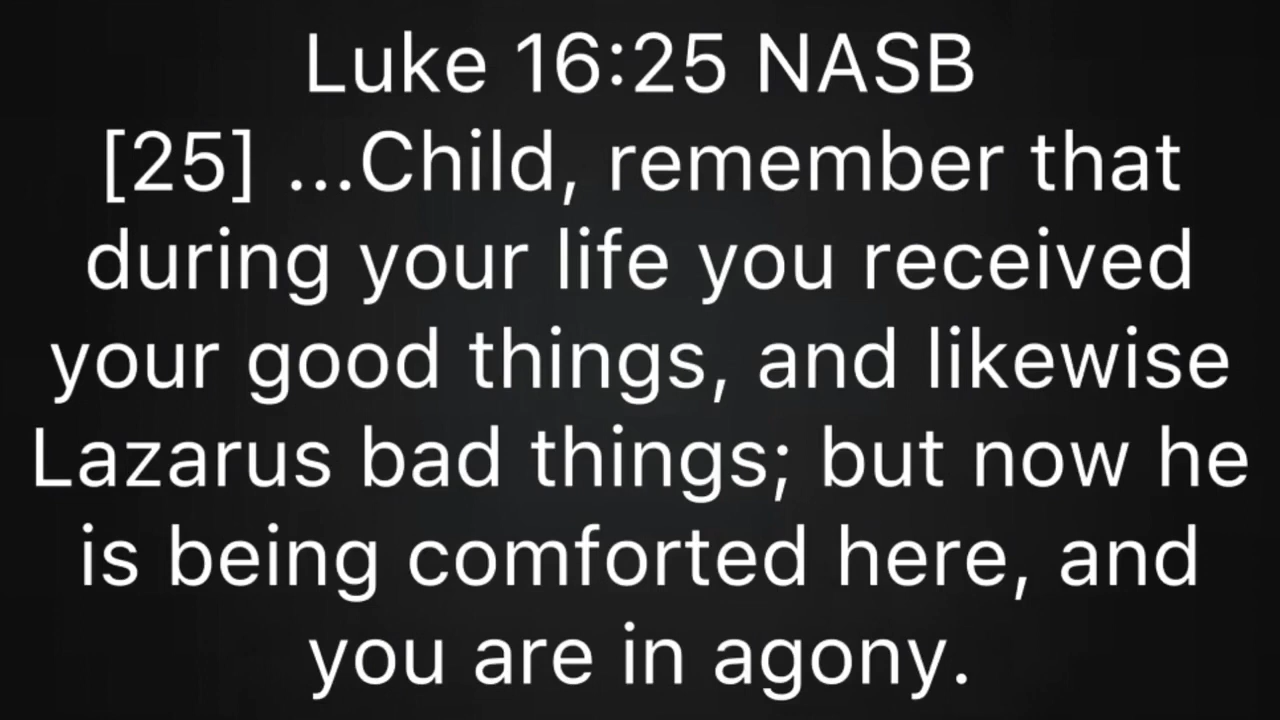 Luke 16:25 NASB
[25] ...Child, remember that
during your life you received
your good things, and likewise
Lazarus bad things; but now he
is being comforted here, and
you are in agony.